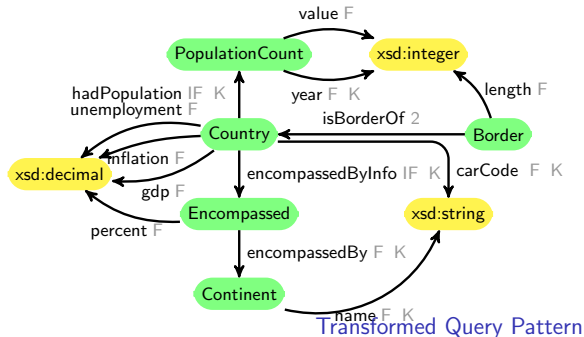 value F
PopulationCount
xsd:integer
year F K
length F
hadPopulation IF K
unemployment F
isBorderOf 2
Country
Border
inflation F
encompassedByInfo IF K
carCode F K
xsd:decimal
gdp F
Encompassed
xsd:string
percent F
encompassedBy F K
Continent
name F K
Transformed Query Pattern